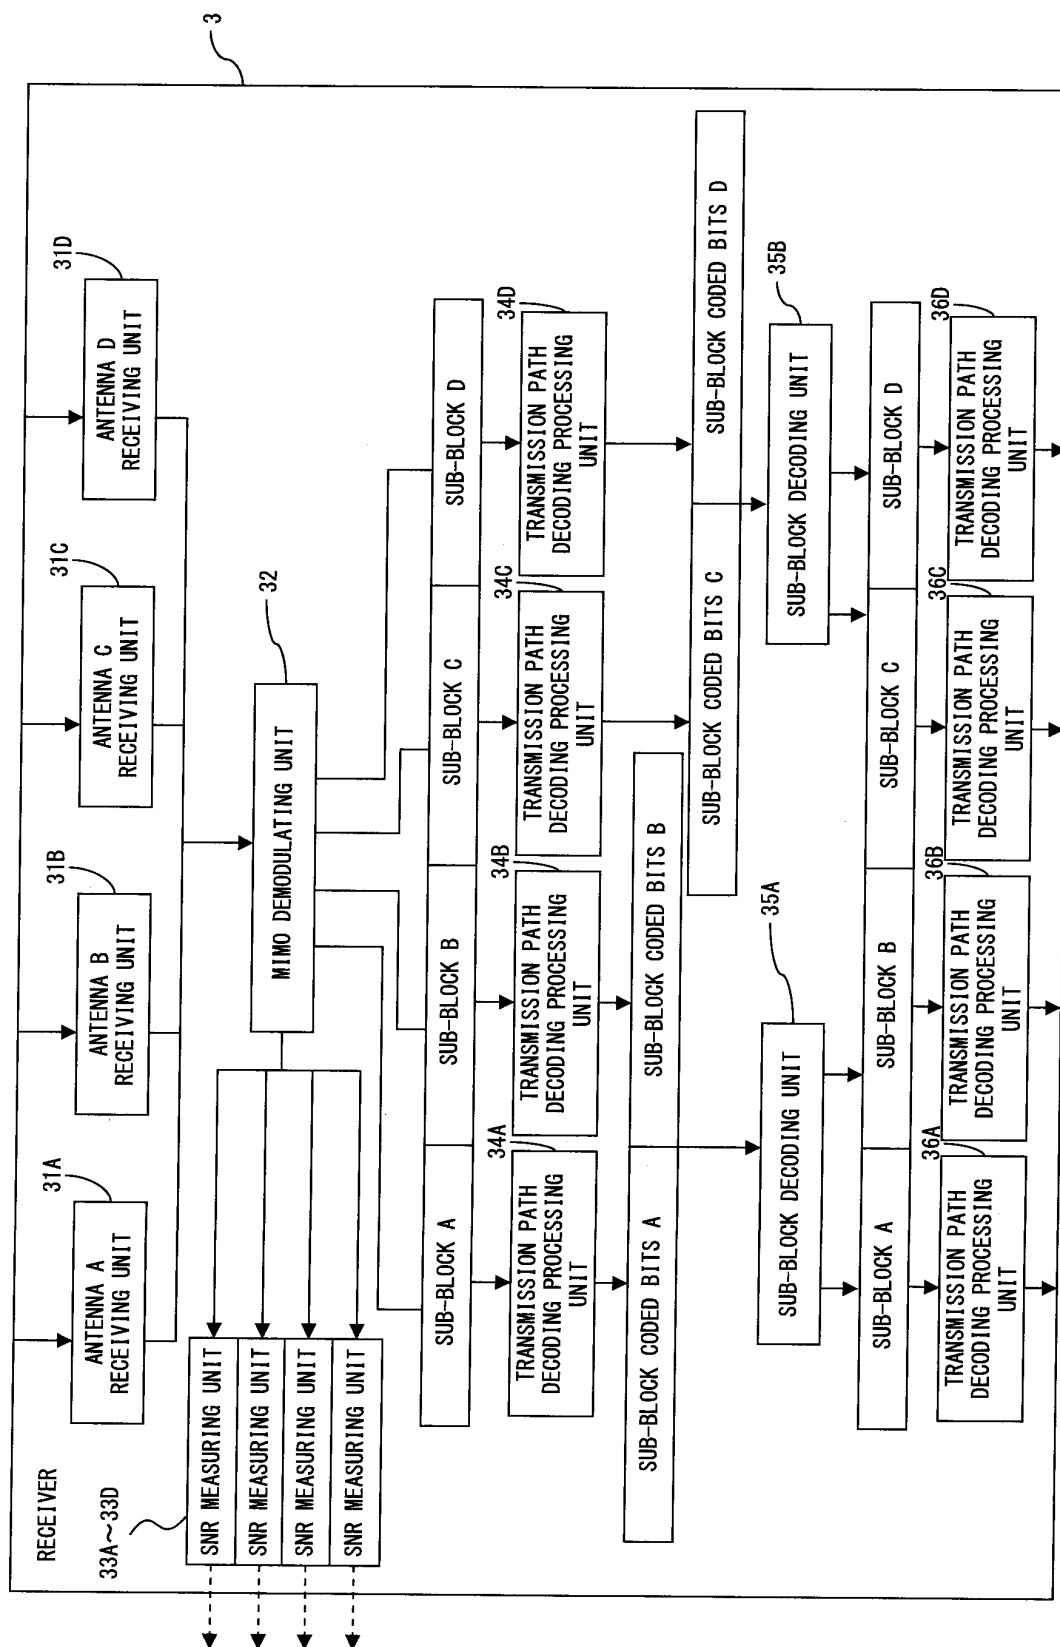 RECEIVER
3
31A
ANTENNA A
RECEIVING UNIT
31B
ANTENNA B
RECEIVING UNIT
31C
ANTENNA C
RECEIVING UNIT
31D
ANTENNA D
RECEIVING UNIT
33A~33D
SNR MEASURING UNIT
SNR MEASURING UNIT
SNR MEASURING UNIT
SNR MEASURING UNIT
32
MIMO DEMODULATING UNIT
SUB-BLOCK A
SUB-BLOCK B
SUB-BLOCK C
SUB-BLOCK D
34A
TRANSMISSION PATH
DECODING PROCESSING
UNIT
34B
TRANSMISSION PATH
DECODING PROCESSING
UNIT
34C
TRANSMISSION PATH
DECODING PROCESSING
UNIT
34D
TRANSMISSION PATH
DECODING PROCESSING
UNIT
SUB-BLOCK CODED BITS A
SUB-BLOCK CODED BITS B
SUB-BLOCK CODED BITS C
SUB-BLOCK CODED BITS D
35A
SUB-BLOCK DECODING UNIT
35B
SUB-BLOCK DECODING UNIT
SUB-BLOCK A
SUB-BLOCK B
SUB-BLOCK C
SUB-BLOCK D
36A
TRANSMISSION PATH
DECODING PROCESSING
UNIT
36B
TRANSMISSION PATH
DECODING PROCESSING
UNIT
36C
TRANSMISSION PATH
DECODING PROCESSING
UNIT
36D
TRANSMISSION PATH
DECODING PROCESSING
UNIT